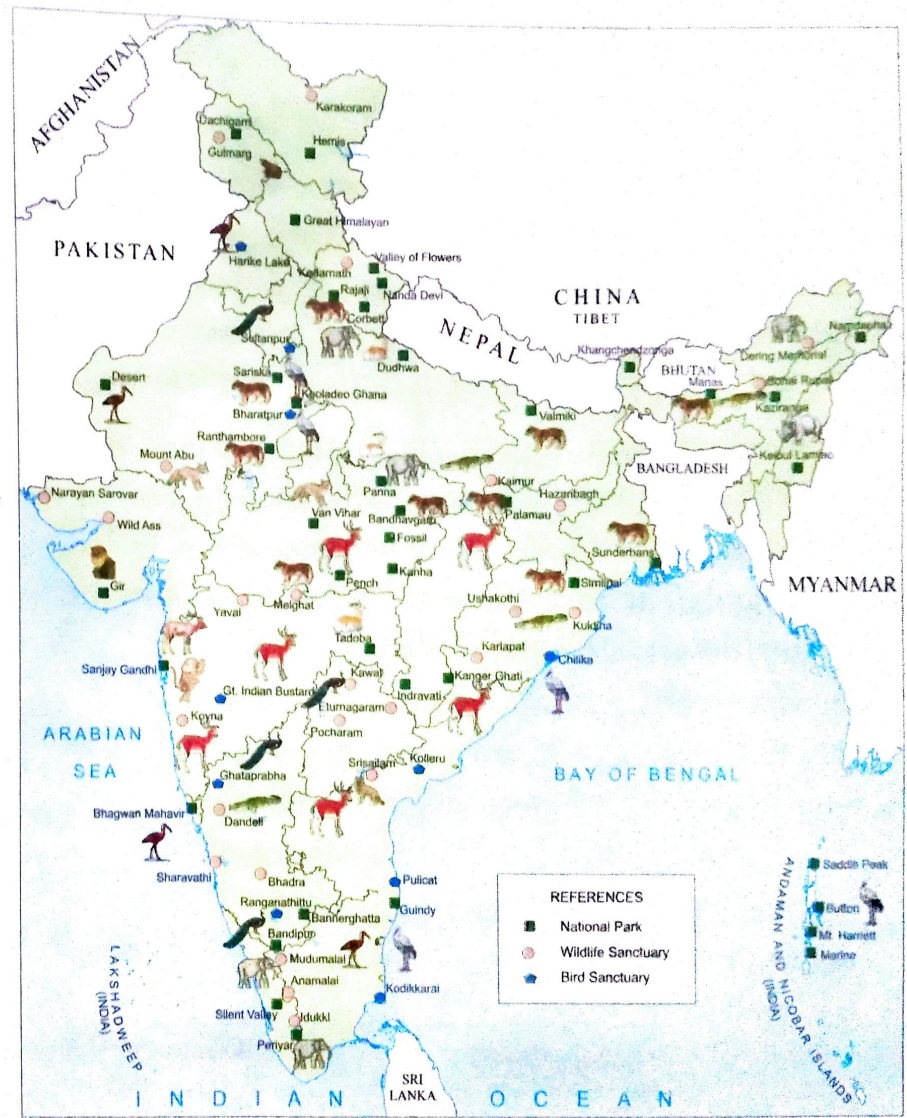 AFGHANISTAN
Karakoram
Dachigam
Gulmarg
Hemis
Great Himalayan
PAKISTAN
Harike Lake
Valley of Flowers
Kedarnath
Rajaji
Nanda Devi
Corbett
CHINA
TIBET
NEPAL
Sultanpur
Dudhwa
Khangchendzonga
BHUTAN
Manas
Dering Memorial
Namdapha
Desert
Sariska
Keoladeo Ghana
Bharatpur
Valmiki
Sonai Rupai
Kaziranga
Ranthambore
Mount Abu
BANGLADESH
Keibul Lamjao
Narayan Sarovar
Wild Ass
Panna
Kaimur
Hazaribagh
Van Vihar
Bandhavgarh
Palamau
Fossil
Sunderbans
Gir
Pench
Kanha
Simlipal
MYANMAR
Yaval
Melghat
Ushakothi
Kuldiha
Tadoba
Karlapat
Chilika
Sanjay Gandhi
Kawal
Kanger Ghati
Gt. Indian Bustard
Indravati
Eturnagaram
Koyna
Pocharam
ARABIAN
SEA
Srisailam
Kolleru
Ghataprabha
BAY OF BENGAL
Bhagwan Mahavir
Dandeli
Sharavathi
Bhadra
Pulicat
Ranganathittu
Bannerghatta
Guindy
Bandipur
Mudumalai
Anamalai
Kodikkarai
Silent Valley
Idukki
Periyar
LAKSHADWEEP
(INDIA)
REFERENCES
National Park
Wildlife Sanctuary
Bird Sanctuary
Saddle Peak
Button
Mt. Harriett
Marine
ANDAMAN AND NICOBAR ISLANDS
(INDIA)
SRI
LANKA
INDIAN OCEAN